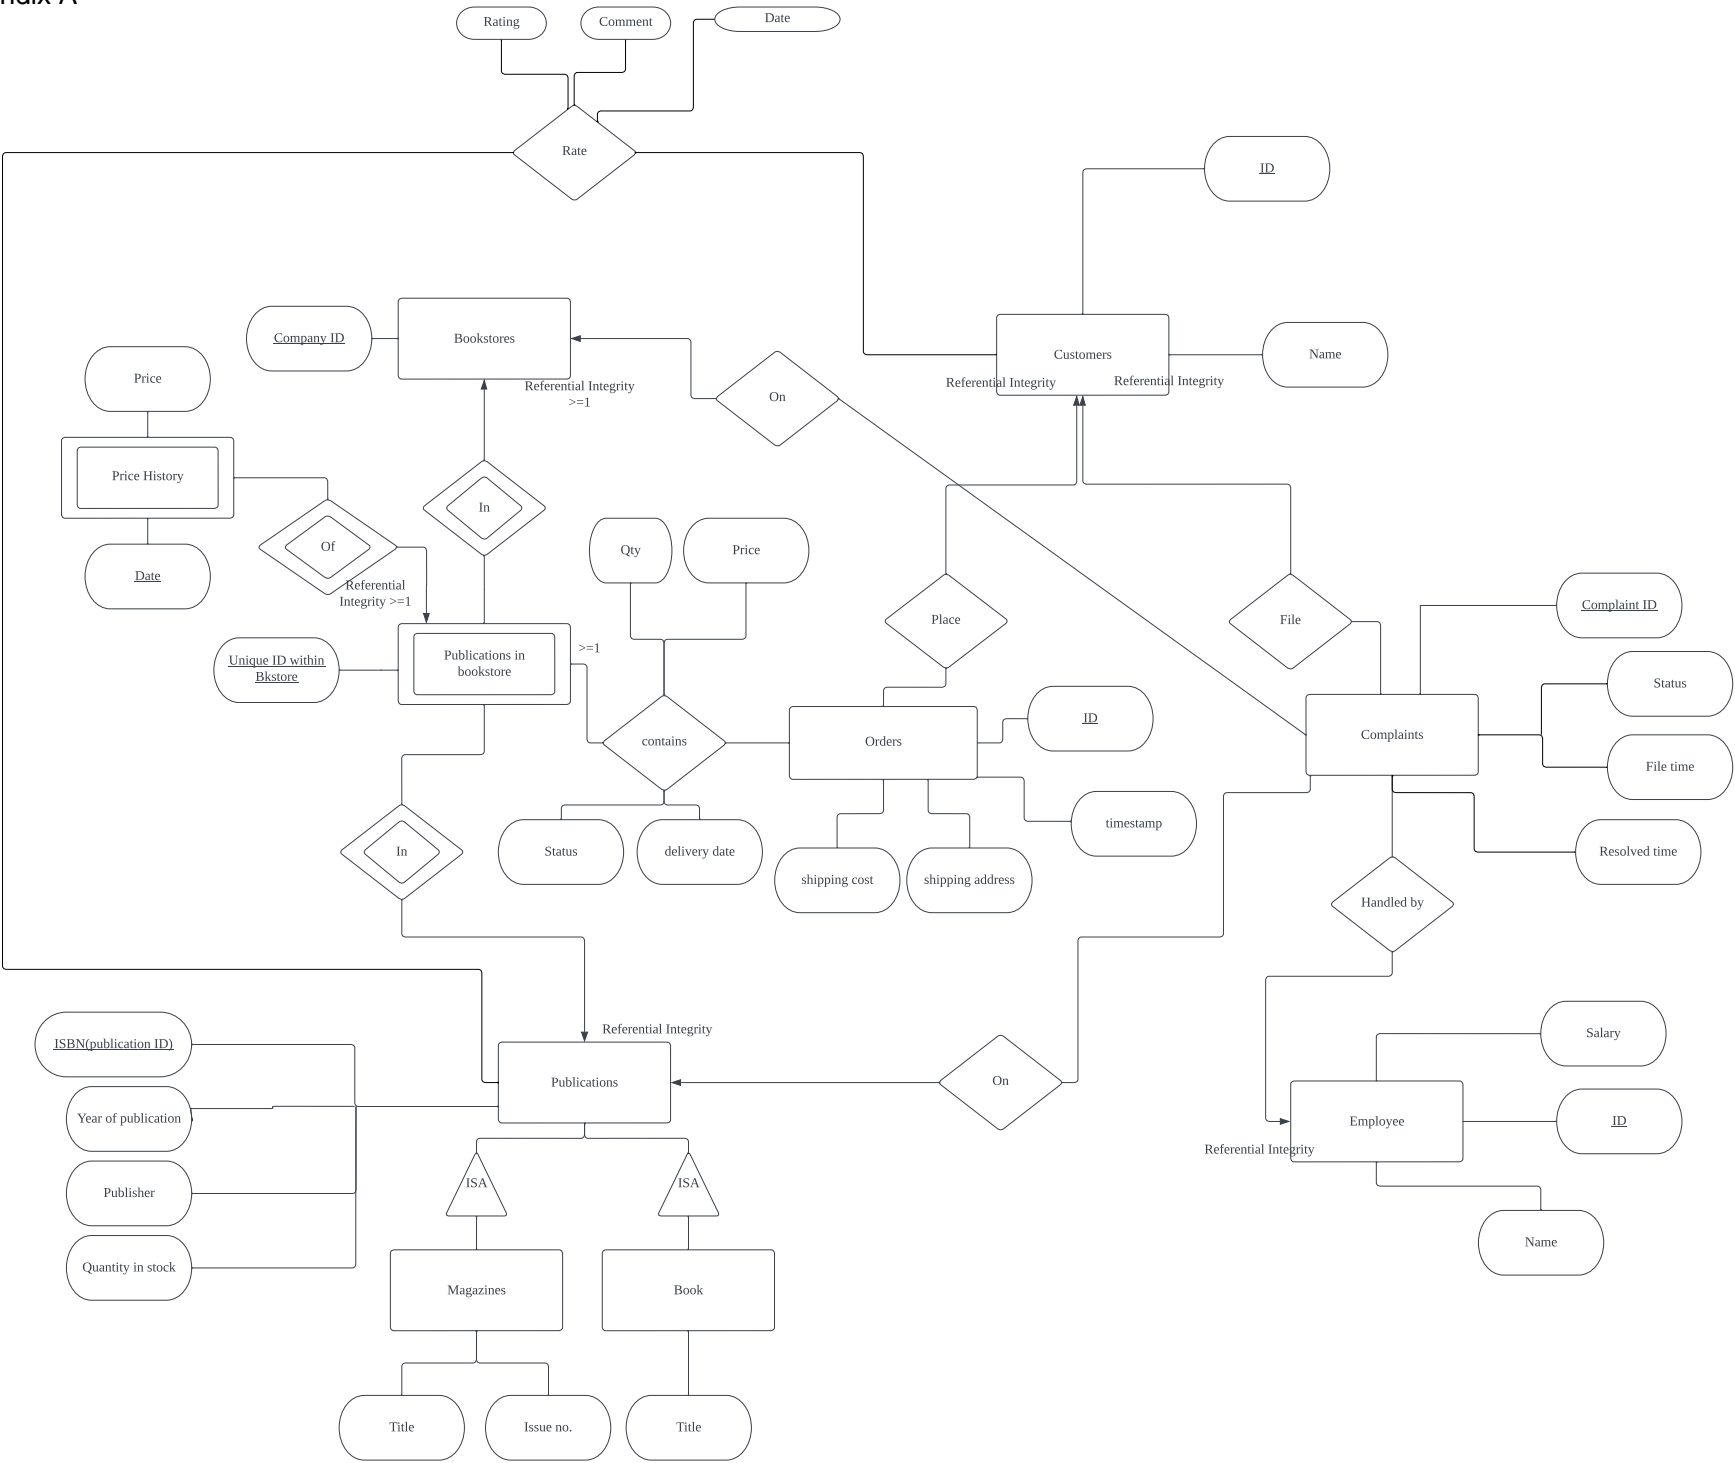 Rating
Comment
Date
Rate
ID
Company ID
Bookstores
Customers
Name
Price
Referential Integrity
>=1
Referential Integrity
Referential Integrity
On
Price History
In
Of
Qty
Price
Date
Referential
Integrity >=1
Place
File
Complaint ID
Unique ID within
Bkstore
Publications in
bookstore
>=1
Status
ID
contains
Orders
Complaints
File time
timestamp
In
Status
delivery date
shipping cost
shipping address
Resolved time
Handled by
Referential Integrity
ISBN(publication ID)
Salary
Publications
On
Year of publication
Employee
ID
Referential Integrity
Publisher
ISA
ISA
Name
Quantity in stock
Magazines
Book
Title
Issue no.
Title